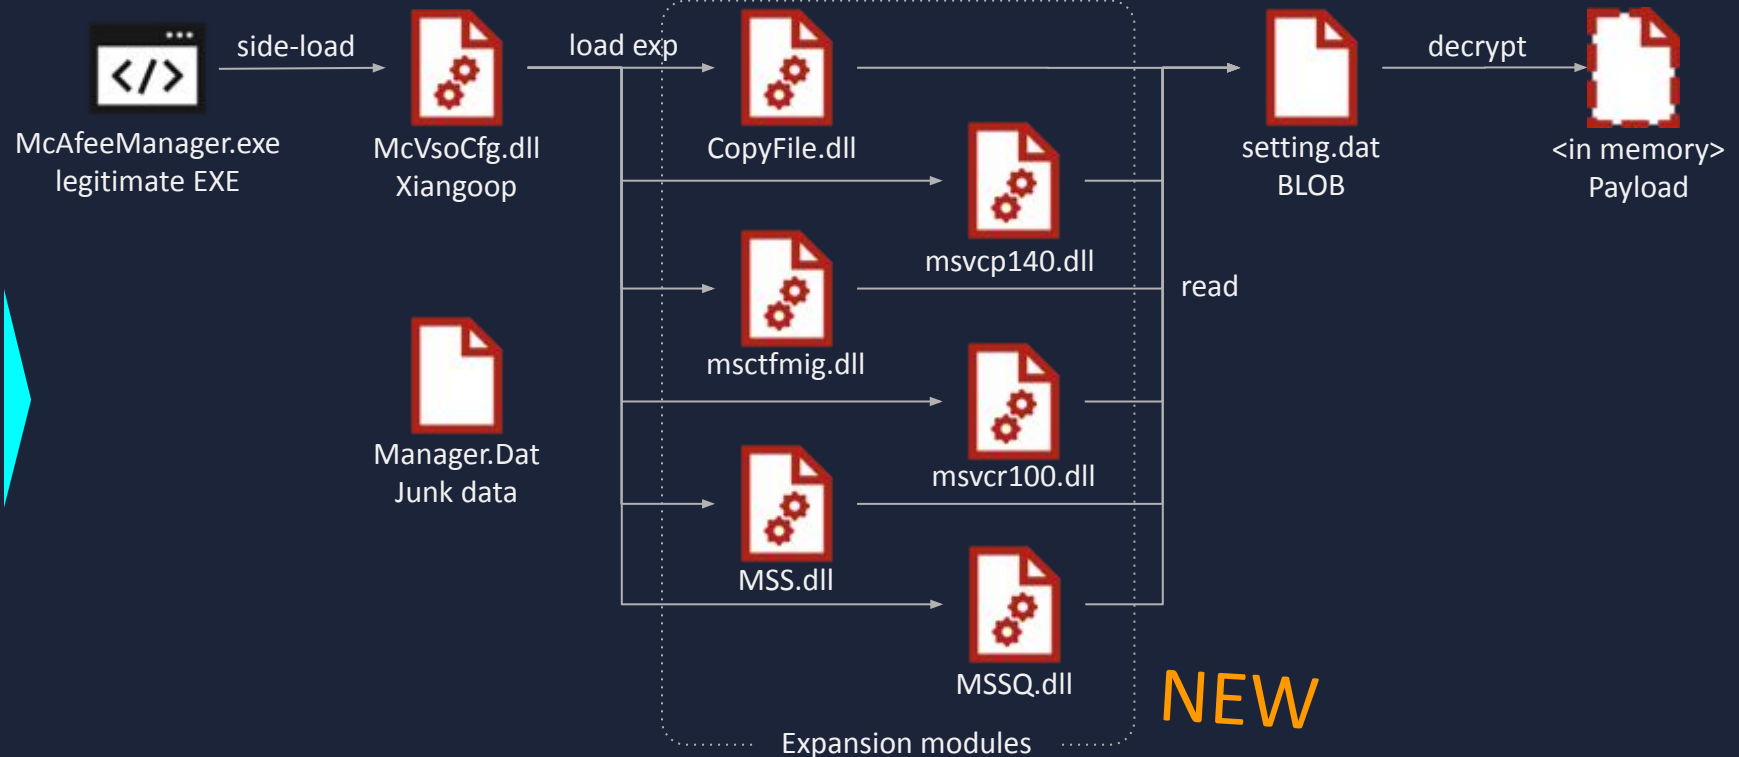 side-load
load exp
decrypt
McAfeeManager.exe
legitimate EXE
McVsoCfg.dll
Xiangoop
CopyFile.dll
setting.dat
BLOB
<in memory>
Payload
msvcp140.dll
read
msctfmig.dll
Manager.Dat
Junk data
msvcr100.dll
MSS.dll
MSSQ.dll
NEW
Expansion modules